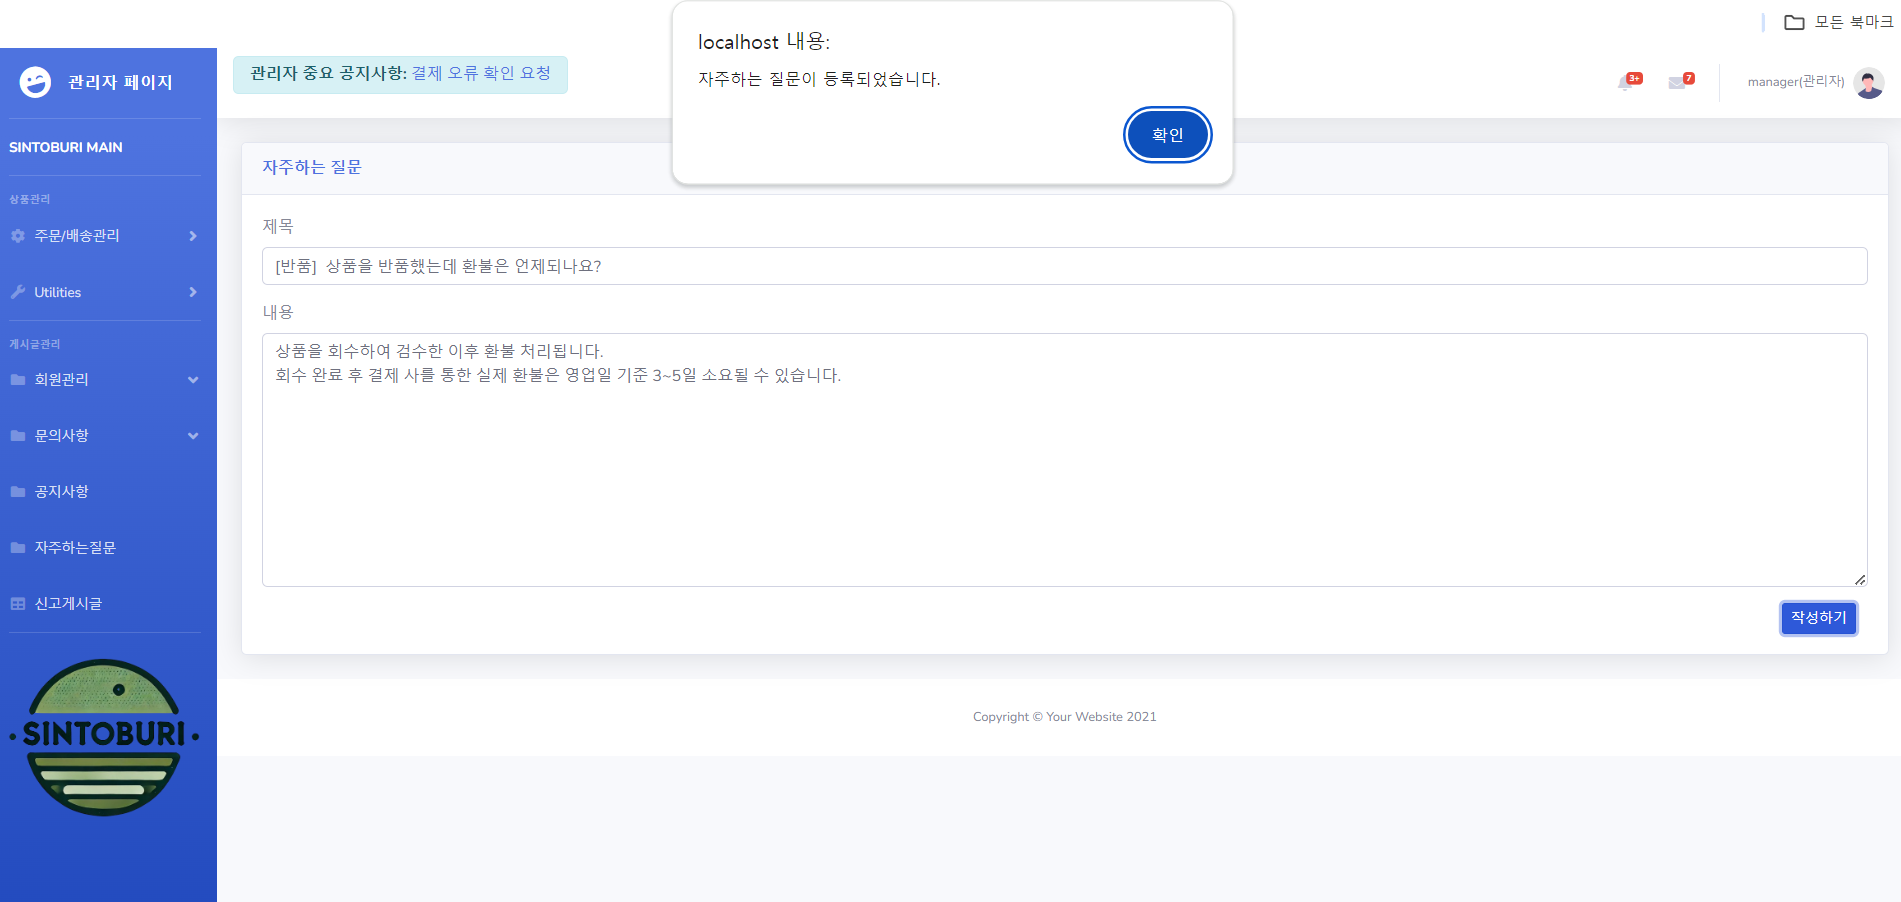 모든 북마크
localhost 내용:
자주하는 질문이 등록되었습니다.
확인
관리자 페이지
관리자 중요 공지사항: 결제 오류 확인 요청
3+
7
manager(관리자)
SINTOBURI MAIN
상품관리
주문/배송관리
Utilities
게시글관리
회원관리
문의사항
공지사항
자주하는질문
신고게시글
SINTOBURI
자주하는 질문
제목
[반품] 상품을 반품했는데 환불은 언제되나요?
내용
상품을 회수하여 검수한 이후 환불 처리됩니다.
회수 완료 후 결제 사를 통한 실제 환불은 영업일 기준 3~5일 소요될 수 있습니다.
작성하기
Copyright © Your Website 2021